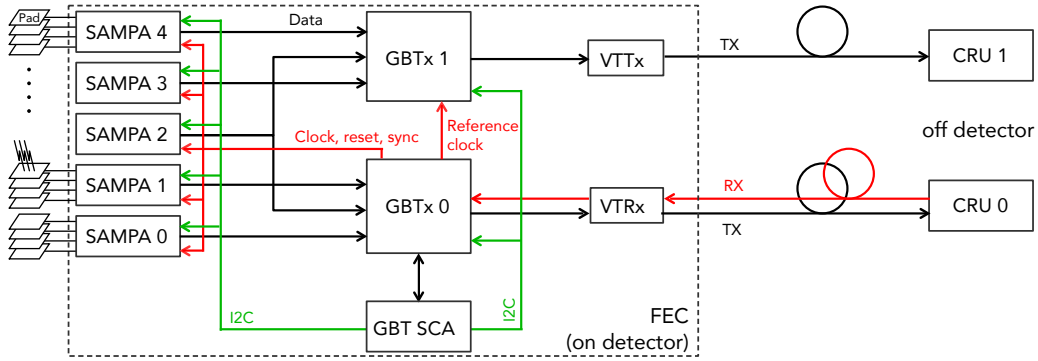 Pad
SAMPA 4
Data
GBTx 1
VTTx
TX
CRU 1
SAMPA 3
SAMPA 2
Clock, reset, sync
Reference
clock
off detector
SAMPA 1
GBTx 0
VTRx
RX
CRU 0
TX
SAMPA 0
I2C
GBT SCA
I2C
FEC
(on detector)